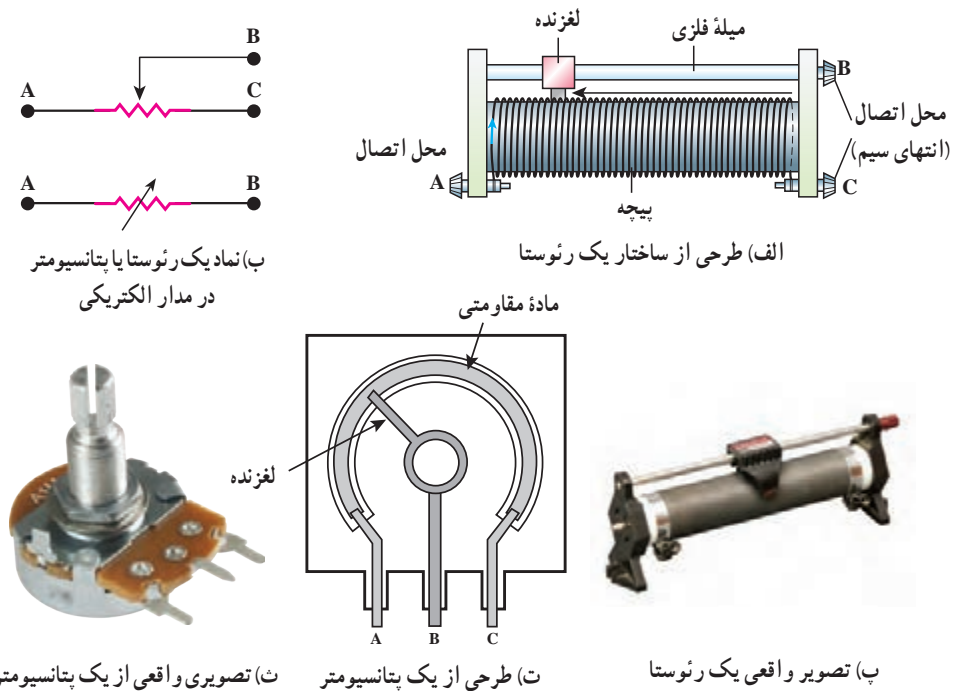 لغزنده
میلهٔ فلزی
B
محل اتصال
(انتهای سیم)
C
محل اتصال
A
پیچه
الف) طرحی از ساختار یک رئوستا
B
A
C
A
B
ب) نماد یک رئوستا یا پتانسیومتر
در مدار الکتریکی
مادهٔ مقاومتی
لغزنده
A B C
پ) تصویر واقعی یک رئوستا
ت) طرحی از یک پتانسیومتر
ث) تصویری واقعی از یک پتانسیومتر